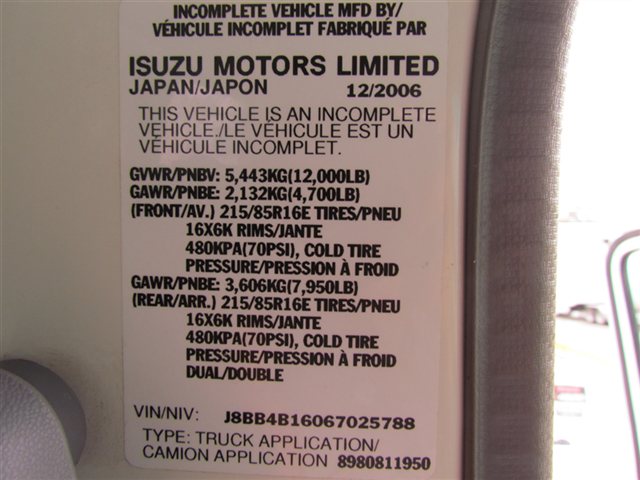 INCOMPLETE VEHICLE MFD BY/
VÉHICULE INCOMPLET FABRIQUÉ PAR
ISUZU MOTORS LIMITED
JAPAN/JAPON 12/2006
THIS VEHICLE IS AN INCOMPLETE
VEHICLE./LE VÉHICULE EST UN
VÉHICULE INCOMPLET.
GVWR/PNBV: 5,443KG(12,000LB)
GAWR/PNBE: 2,132KG(4,700LB)
(FRONT/AV.) 215/85R16E TIRES/PNEU
16X6K RIMS/JANTE
480KPA(70PSI), COLD TIRE
PRESSURE/PRESSION À FROID
GAWR/PNBE: 3,606KG(7,950LB)
(REAR/ARR.) 215/85R16E TIRES/PNEU
16X6K RIMS/JANTE
480KPA(70PSI), COLD TIRE
PRESSURE/PRESSION À FROID
DUAL/DOUBLE
VIN/NIV: J8BB4B16067025788
TYPE: TRUCK APPLICATION/
CAMION APPLICATION 8980811950